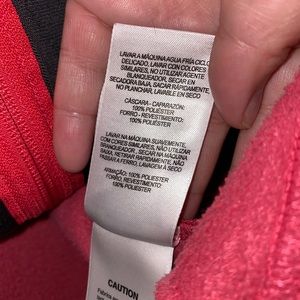 LAVAR A MÁQUINA AGUA FRÍA CICLO
LAVAR CON COLORES
SIMILARES, NO UTILIZAR AGENTE
BLANQUEADOR, SECAR EN
SECADORA BAJA, SACAR RÁPIDAMENTE,
NO PLANCHAR, LAVABLE EN SECO
CÁSCARA - CAPARAZÓN:
100% POLIÉSTER
FORRO - REVESTIMIENTO:
100% POLIÉSTER
LAVAR NA MÁQUINA SUAVEMENTE,
COM CORES SIMILARES, NÃO USAR
BRANQUEADOR, SECAR NA MÁQUINA
BAIXA, RETIRAR RAPIDAMENTE, NÃO
PASSAR A FERRO, LAVAGEM À SECO
ARMAÇÃO: 100% POLIÉSTER
FORRO, REVESTIMENTO:
100% POLIÉSTER
CAUTION
Fabrics